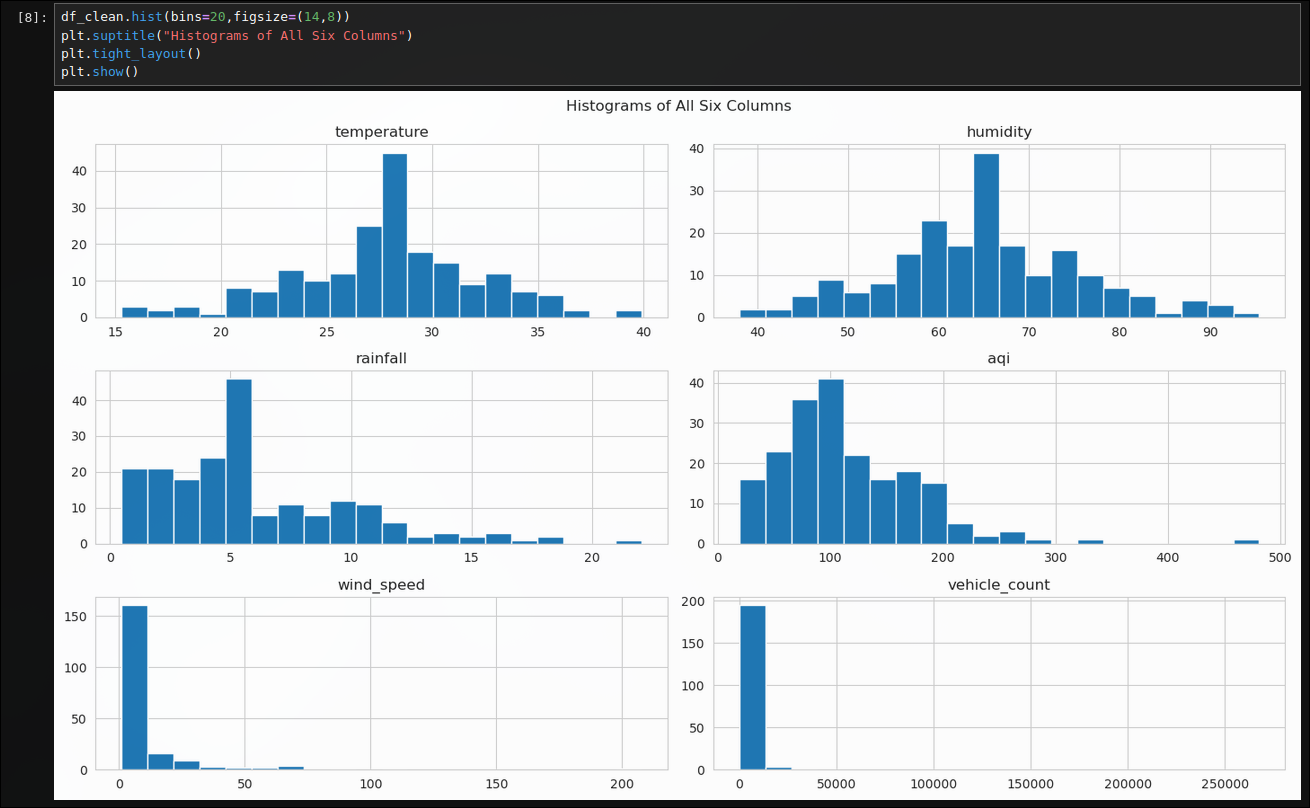 [8]: df_clean.hist(bins=20,figsize=(14,8))
plt.suptitle("Histograms of All Six Columns")
plt.tight_layout()
plt.show()
Histograms of All Six Columns
temperature
40
30
20
10
0
15 20 25 30 35 40
humidity
40
30
20
10
0
40 50 60 70 80 90
rainfall
40
30
20
10
0
0 5 10 15 20
aqi
40
30
20
10
0
0 100 200 300 400 500
wind_speed
150
100
50
0
0 50 100 150 200
vehicle_count
200
150
100
50
0
0 50000 100000 150000 200000 250000